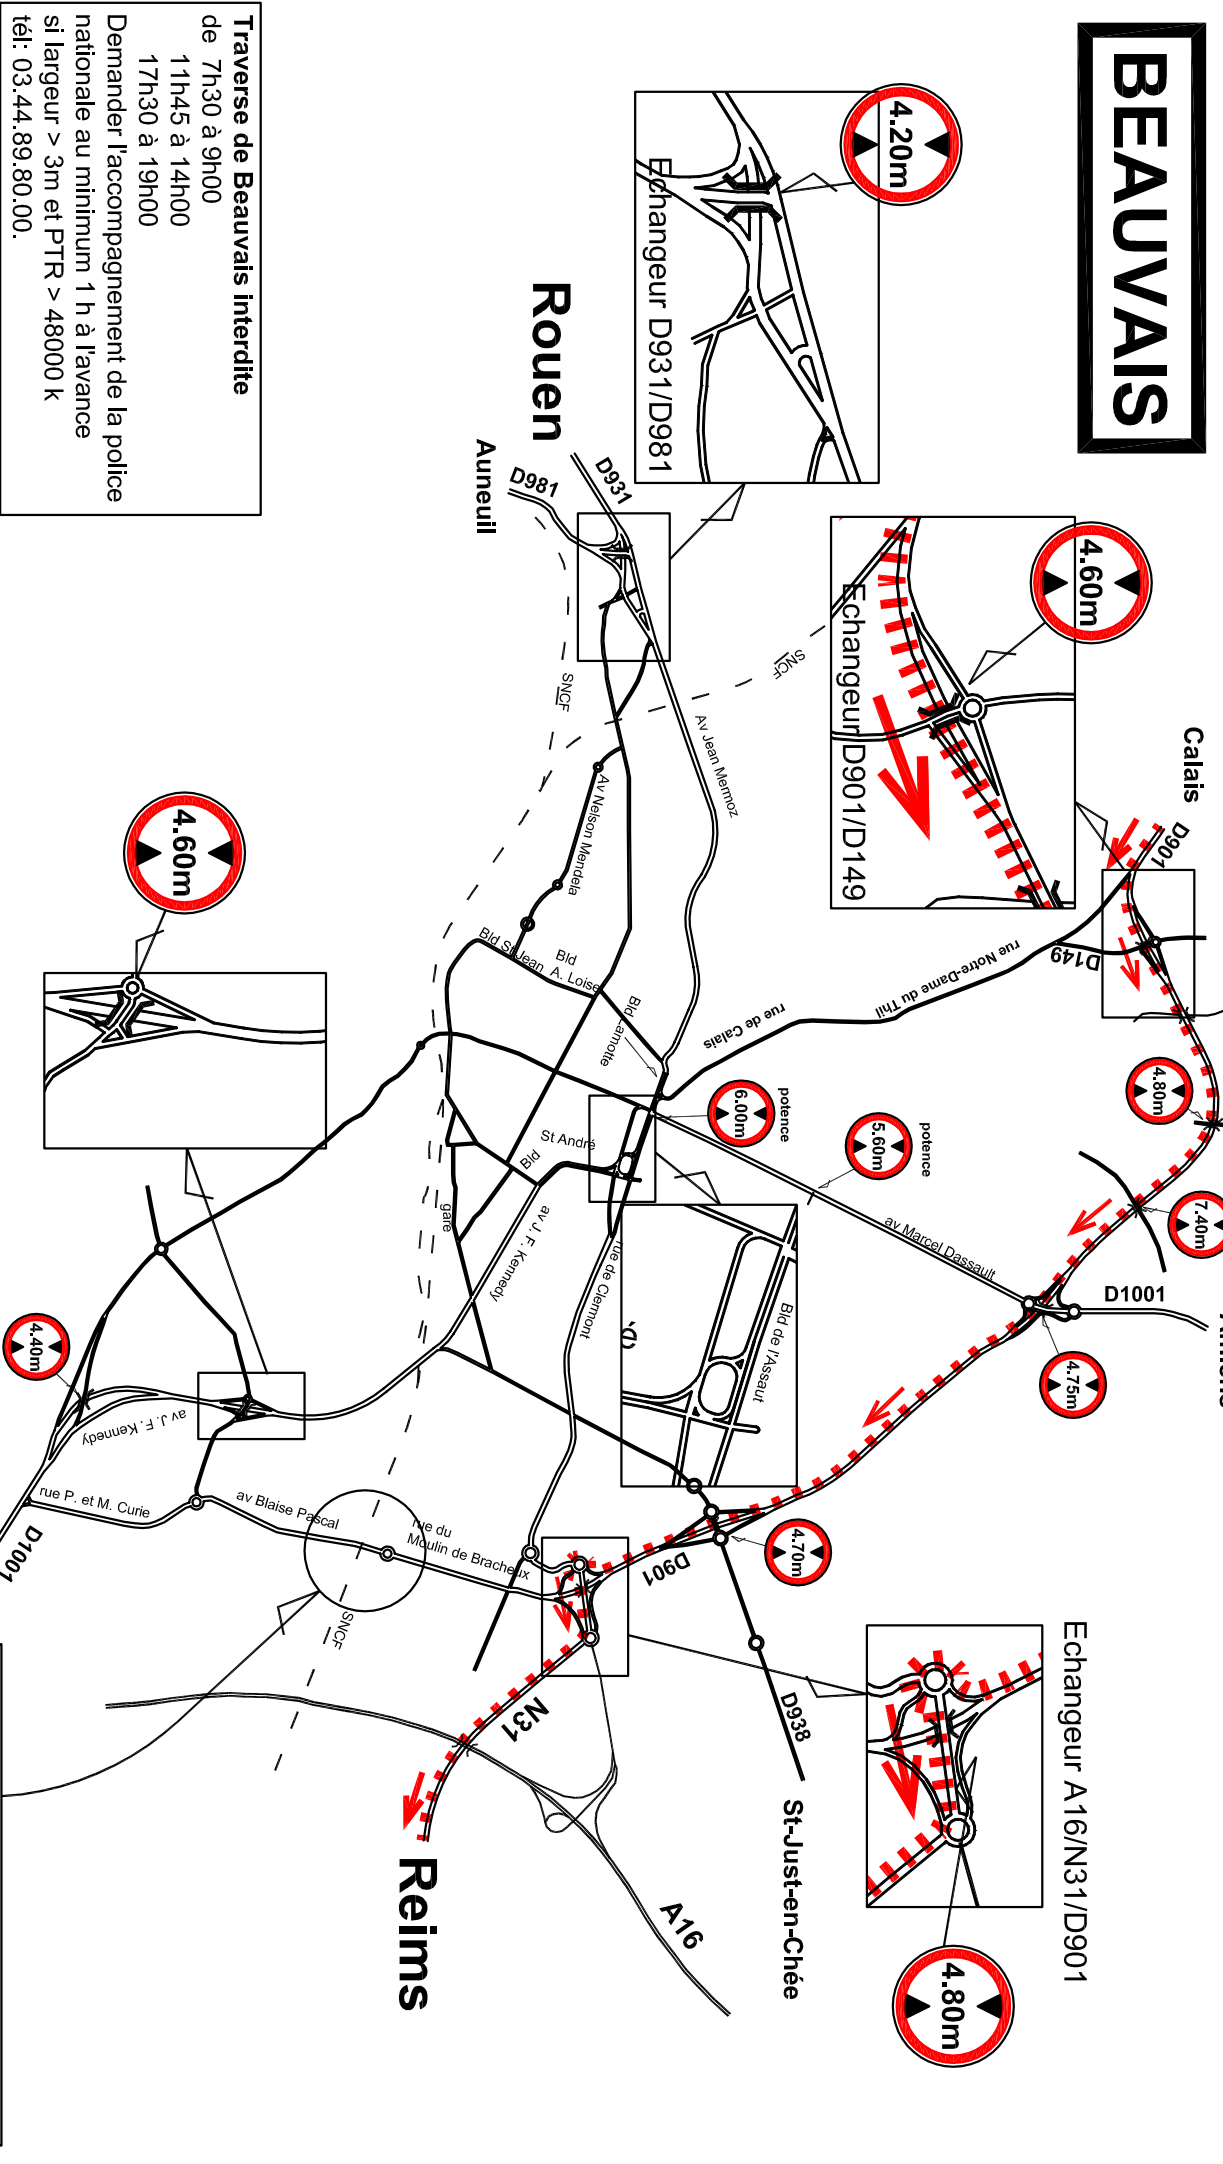 BEAUVAIS
4.20m
Echangeur D931/D981
4.60m
Echangeur D901/D149
Calais
D901
D149
Rouen
Auneuil
D931
D981
SNCF
SNCF
Av Jean Mermoz
Av Nelson Mendela
Bld St Jean
Bld
A. Loisel
Bld Lamotte
rue Notre-Dame du Thil
rue de Calais
4.80m
7.40m
potence
6.00m
potence
5.60m
av Marcel Dassault
D1001
4.75m
St André
Bld
gare
av J. F. Kennedy
rue de Clermont
Bld de l'Assaut
4.60m
4.40m
av J. F. Kennedy
rue P. et M. Curie
D1001
av Blaise Pascal
rue du
Moulin de Bracheux
SNCF
4.70m
D901
D938
St-Just-en-Chée
N31
Reims
A16
Echangeur A16/N31/D901
4.80m
Traverse de Beauvais interdite
de 7h30 à 9h00
11h45 à 14h00
17h30 à 19h00
Demander l'accompagnement de la police
nationale au minimum 1 h à l'avance
si largeur > 3m et PTR > 48000 k
tél: 03.44.89.80.00.